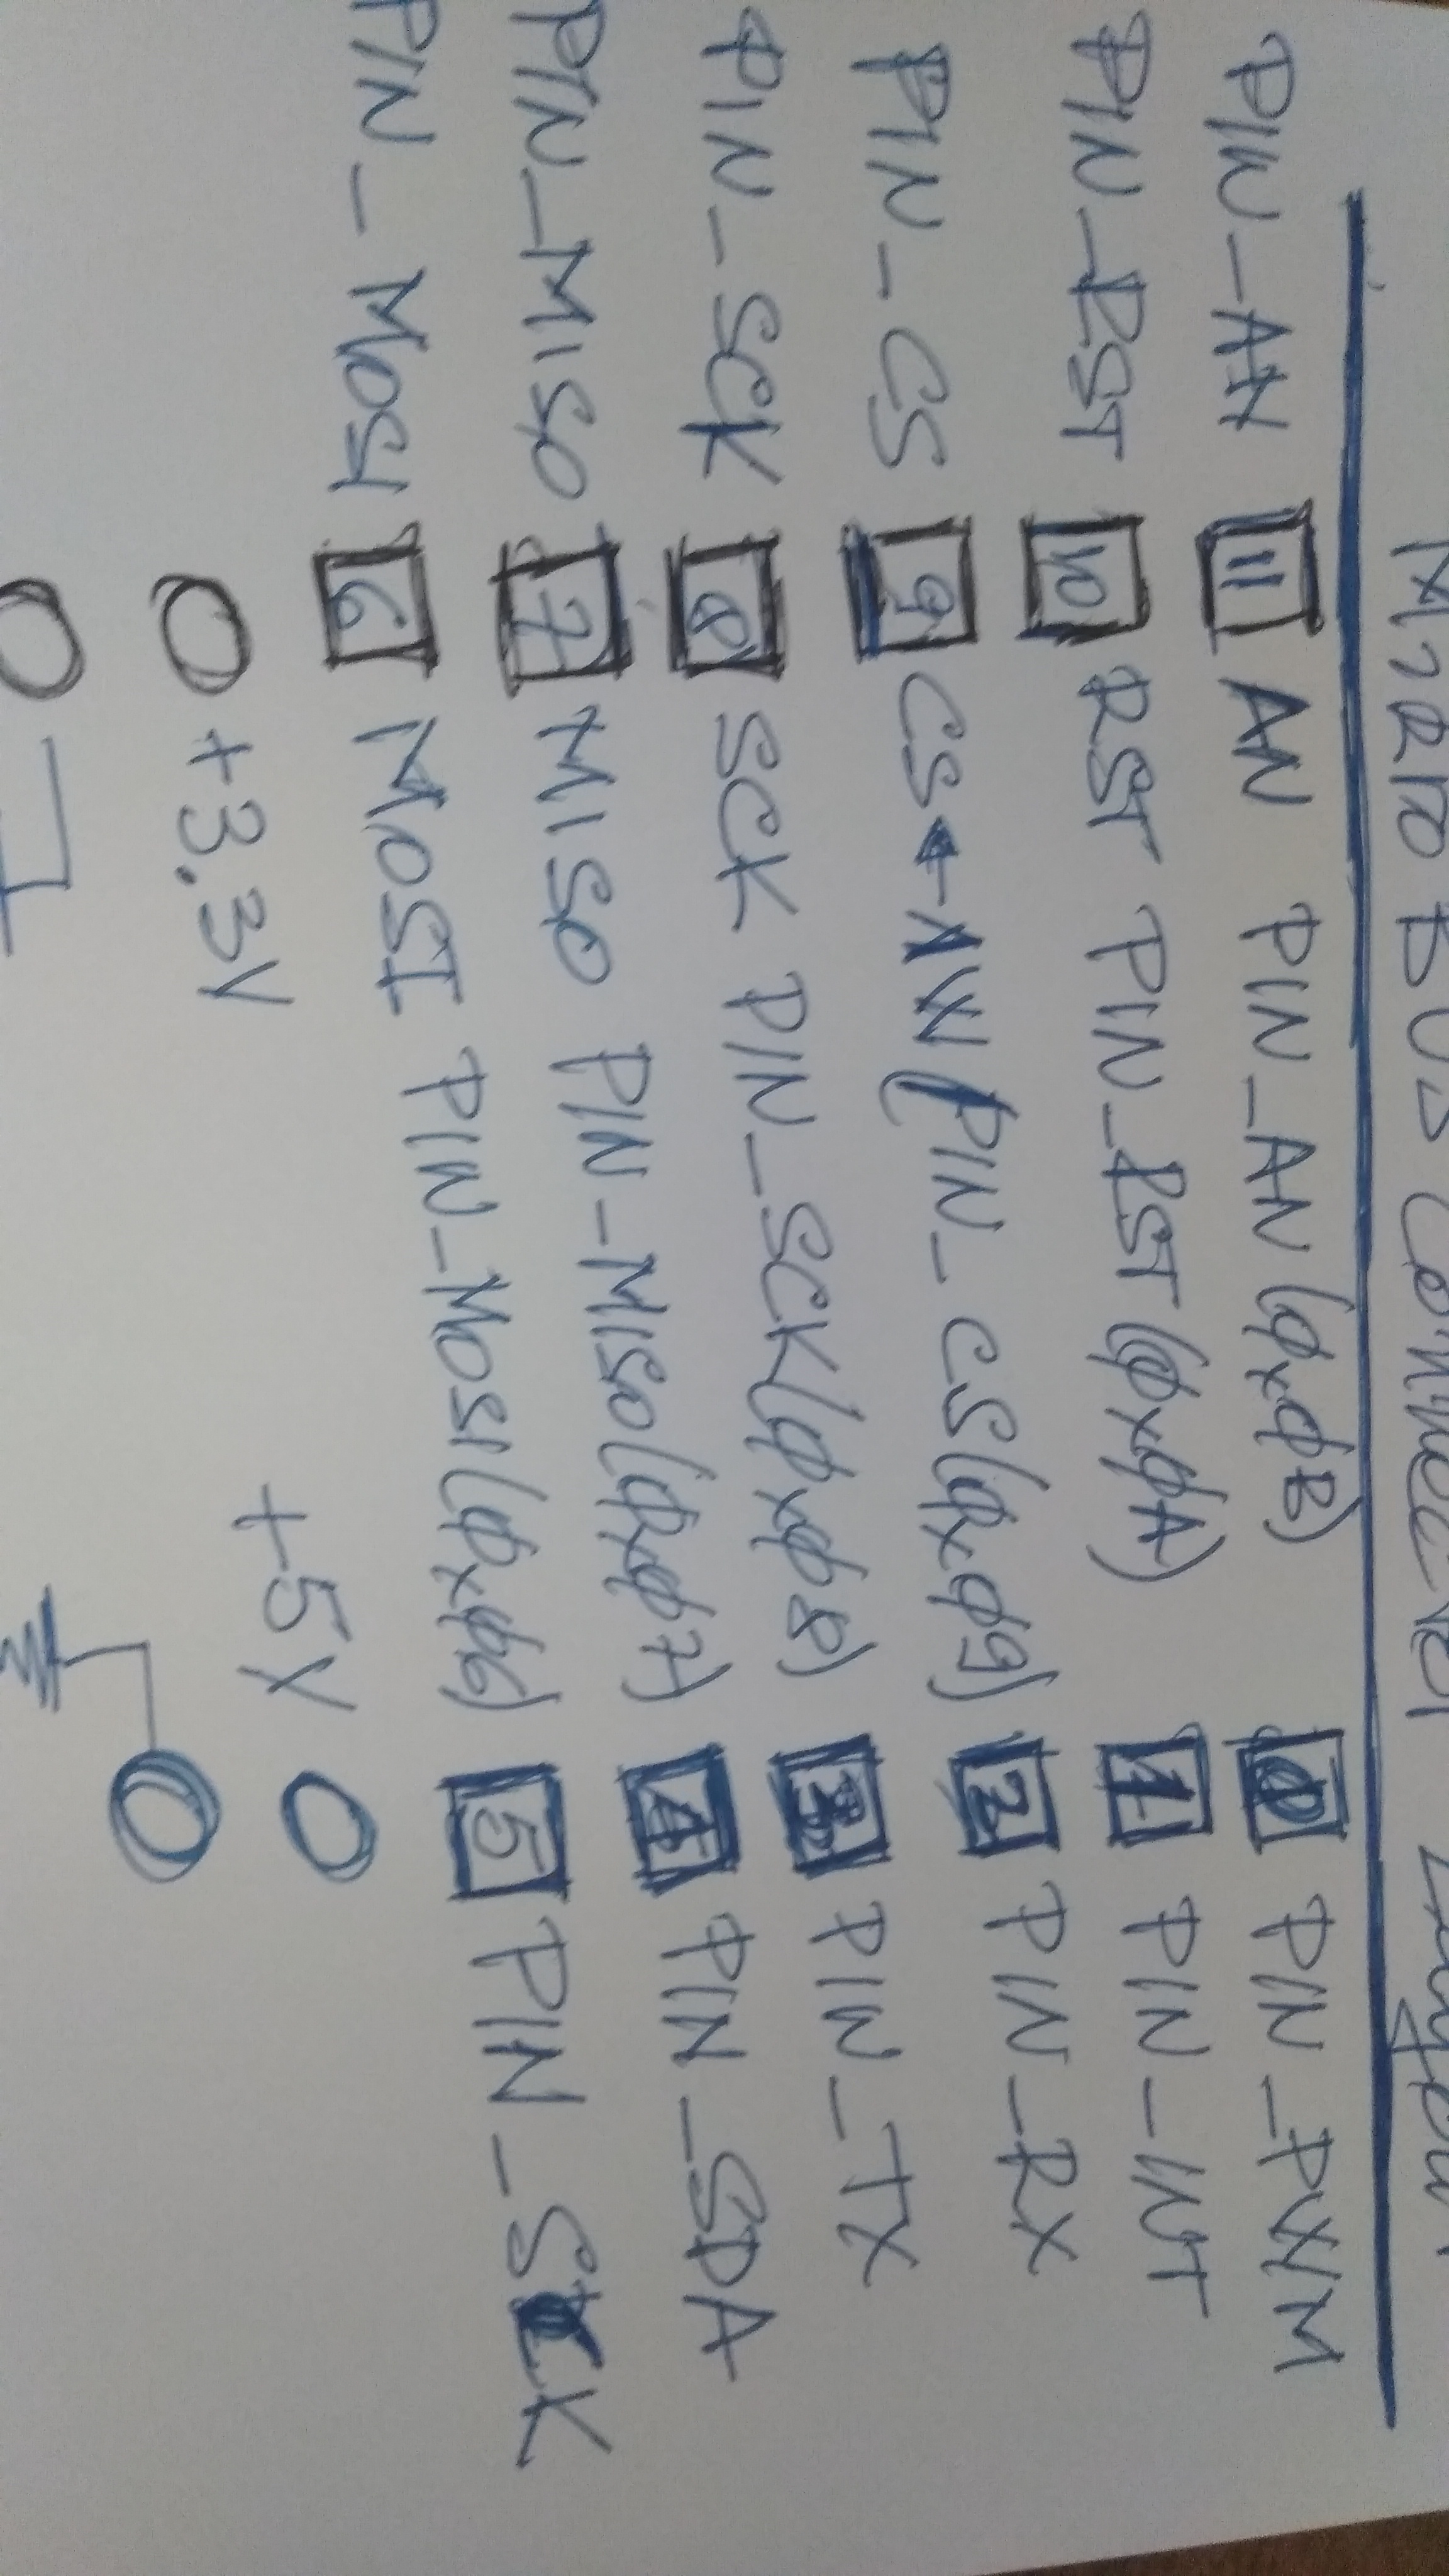 MIKROBUS Connector
PIN_AN 11 AN PIN_AN (0x0B) 0 PIN_PWM
PIN_RST 10 RST PIN_RST (0x0A) 1 PIN_INT
PIN_CS 9 CS (PIN_CS(0x09) 2 PIN_RX
PIN_SCK 8 SCK PIN_SCK(0x08) 3 PIN_TX
PIN_MISO 7 MISO PIN_MISO(0x07) 4 PIN_SDA
PIN_MOSI 6 MOSI PIN_MOSI(0x06) 5 PIN_SCK
+3.3V +5V